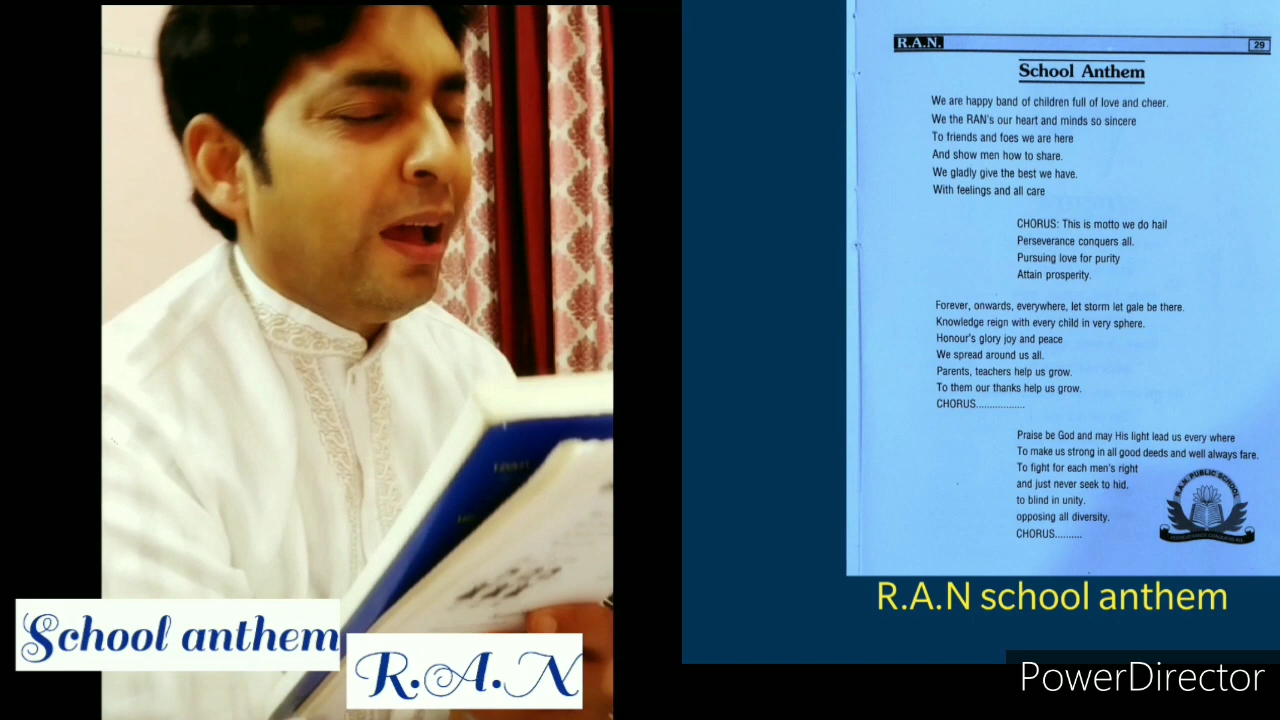 School anthem
R.A.N
R.A.N.
29
School Anthem
We are happy band of children full of love and cheer.
We the RAN's our heart and minds so sincere
To friends and foes we are here
And show men how to share.
We gladly give the best we have.
With feelings and all care
CHORUS: This is motto we do hail
Perseverance conquers all.
Pursuing love for purity
Attain prosperity.
Forever, onwards, everywhere, let storm let gale be there.
Knowledge reign with every child in very sphere.
Honour's glory joy and peace
We spread around us all.
Parents, teachers help us grow.
To them our thanks help us grow.
CHORUS..................
Praise be God and may His light lead us every where
To make us strong in all good deeds and well always fare.
To fight for each men's right
and just never seek to hid.
to blind in unity.
opposing all diversity.
CHORUS..........
R.A.N. PUBLIC SCHOOL
PERSEVERANCE CONQUERS ALL
R.A.N school anthem
PowerDirector